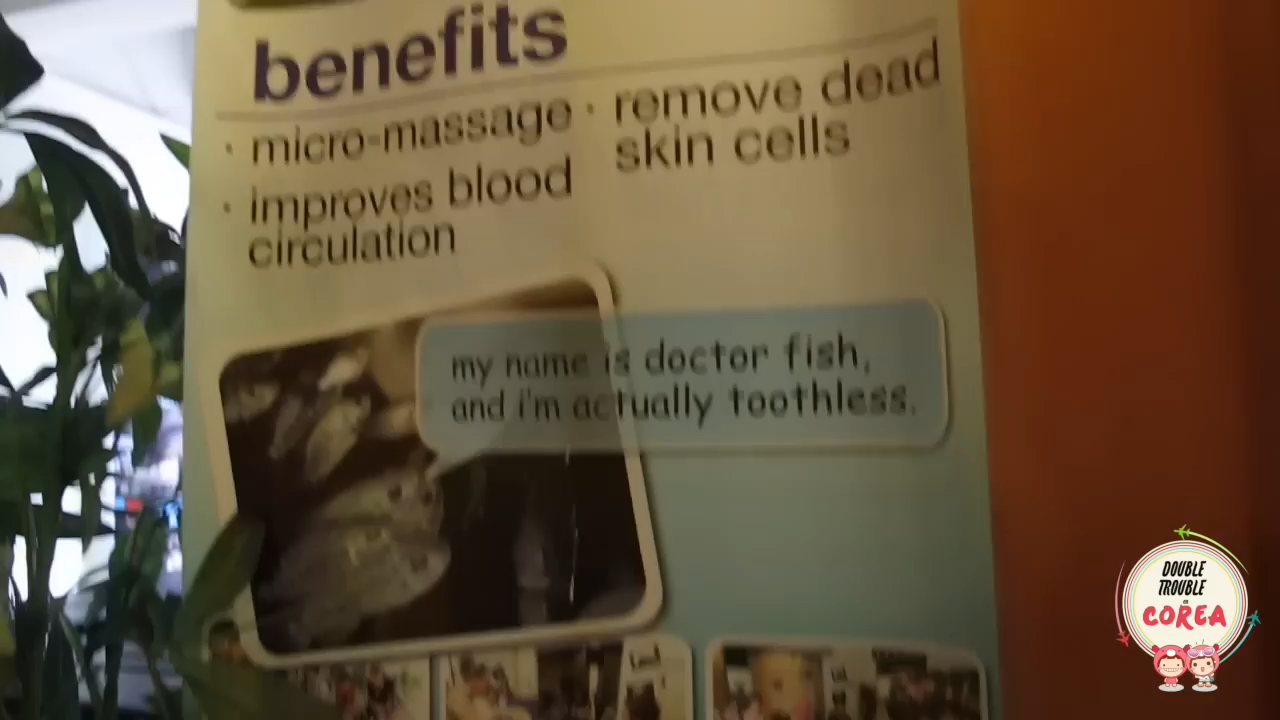 benefits
· micro-massage
· improves blood
circulation
· remove dead
skin cells
my name is doctor fish,
and i'm actually toothless.
DOUBLE
TROUBLE
en
COREA